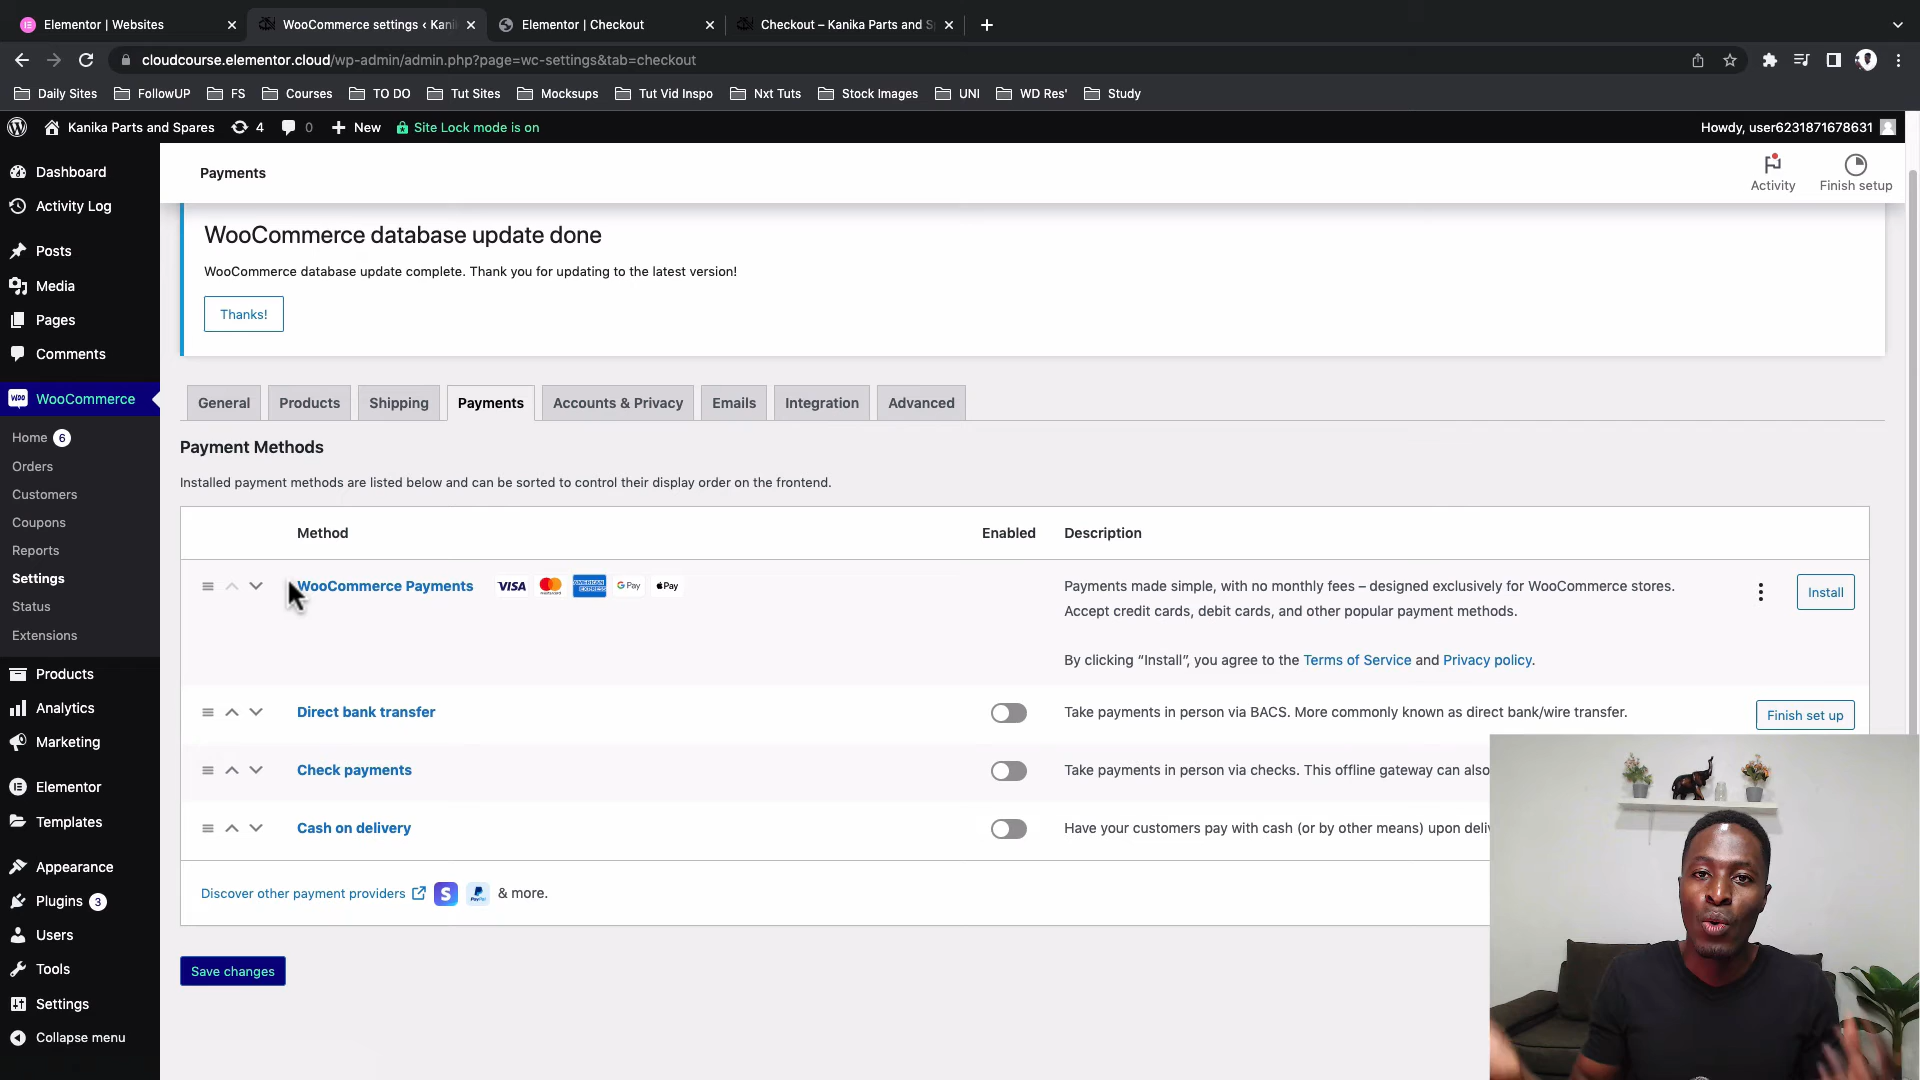 Elementor | Websites
WooCommerce settings ‹ Kani
Elementor | Checkout
Checkout – Kanika Parts and S
cloudcourse.elementor.cloud/wp-admin/admin.php?page=wc-settings&tab=checkout
Daily Sites FollowUP FS Courses TO DO Tut Sites Mocksups Tut Vid Inspo Nxt Tuts Stock Images UNI WD Res' Study
Kanika Parts and Spares 4 0 New Site Lock mode is on Howdy, user6231871678631
Dashboard
Activity Log
Posts
Media
Pages
Comments
WooCommerce
Home 6
Orders
Customers
Coupons
Reports
Settings
Status
Extensions
Products
Analytics
Marketing
Elementor
Templates
Appearance
Plugins 3
Users
Tools
Settings
Collapse menu
Payments
Activity
Finish setup
WooCommerce database update done
WooCommerce database update complete. Thank you for updating to the latest version!
Thanks!
General Products Shipping Payments Accounts & Privacy Emails Integration Advanced
Payment Methods
Installed payment methods are listed below and can be sorted to control their display order on the frontend.
Method Enabled Description
WooCommerce Payments VISA G Pay Pay
Payments made simple, with no monthly fees – designed exclusively for WooCommerce stores.
Accept credit cards, debit cards, and other popular payment methods.
By clicking “Install”, you agree to the Terms of Service and Privacy policy.
Install
Direct bank transfer
Take payments in person via BACS. More commonly known as direct bank/wire transfer.
Finish set up
Check payments
Take payments in person via checks. This offline gateway can also
Cash on delivery
Have your customers pay with cash (or by other means) upon deli
Discover other payment providers S PayPal & more.
Save changes